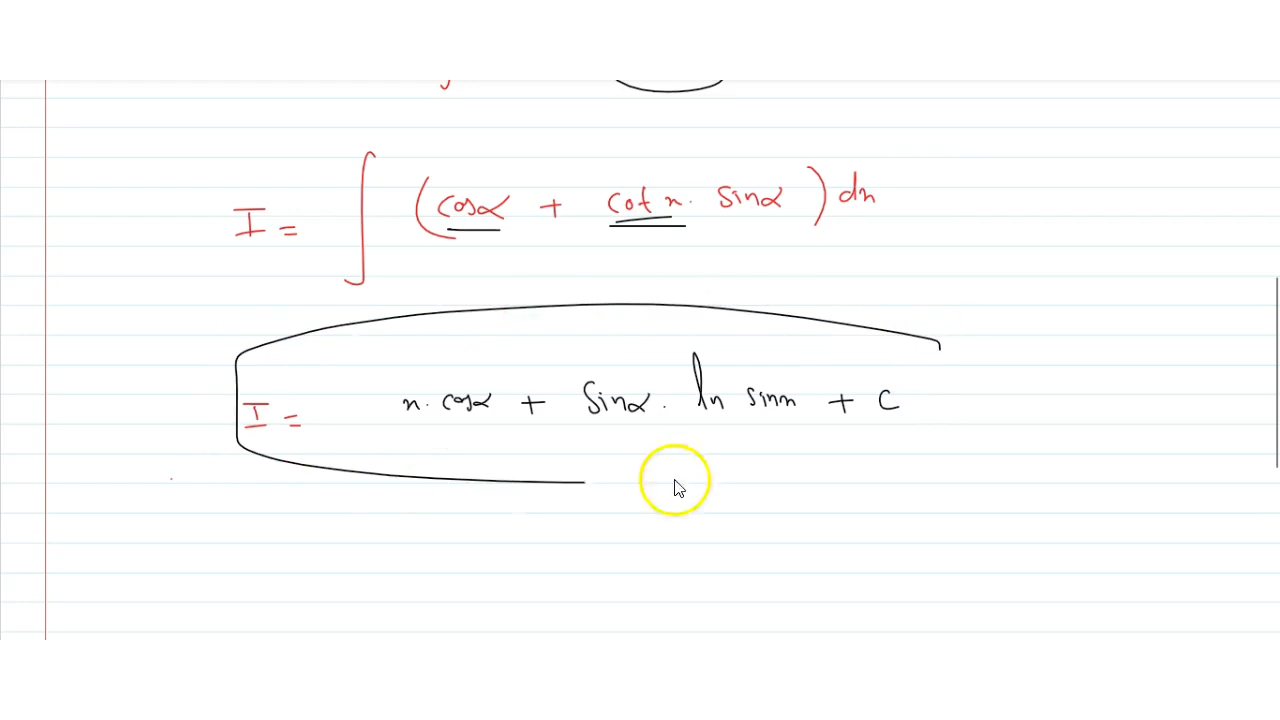 I = ∫ (cosα + cot x. sinα) dx
I = x. cosα + sinα. ln sinx + C